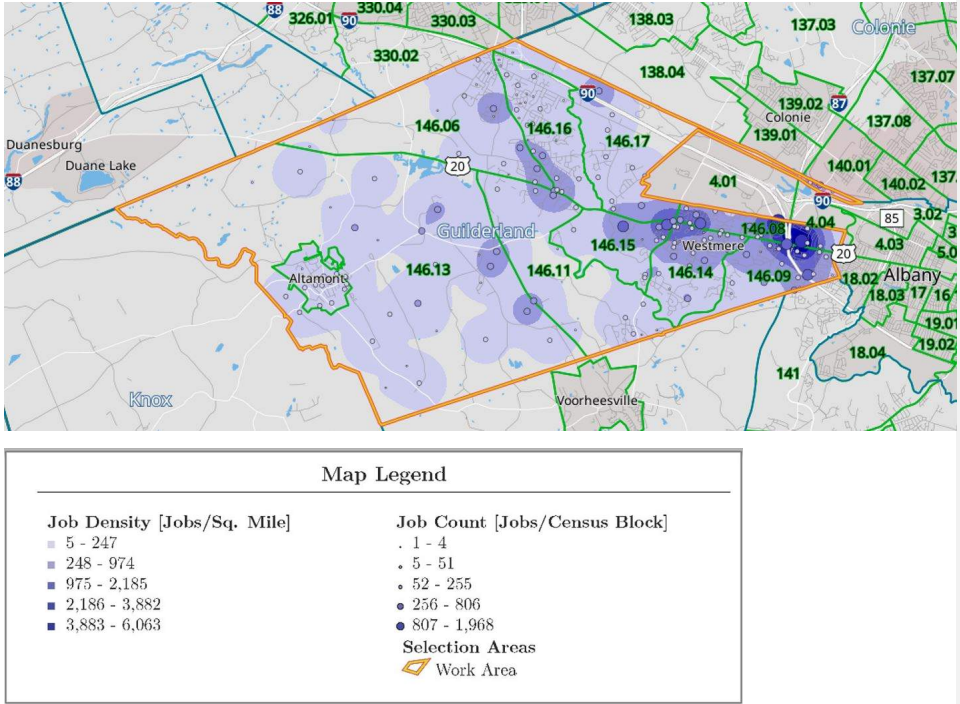 88
326.01
90
330.04
330.03
138.03
137.03
Colonie
330.02
138.04
137.07
90
139.02
87
Colonie
146.06
146.16
137.08
139.01
146.17
Duanesburg
Duane Lake
20
140.01
88
4.01
140.02
137.
90
3.02
85
4.04
146.08
Guilderland
146.15
Westmere
4.03
5.0
20
146.13
146.11
146.14
146.09
Altamont
18.02
Albany
18.03
17
16
19.01
19.02
18.04
141
Knox
Voorheesville
Map Legend
Job Density [Jobs/Sq. Mile]
5 - 247
248 - 974
975 - 2,185
2,186 - 3,882
3,883 - 6,063
Job Count [Jobs/Census Block]
1 - 4
5 - 51
52 - 255
256 - 806
807 - 1,968
Selection Areas
Work Area